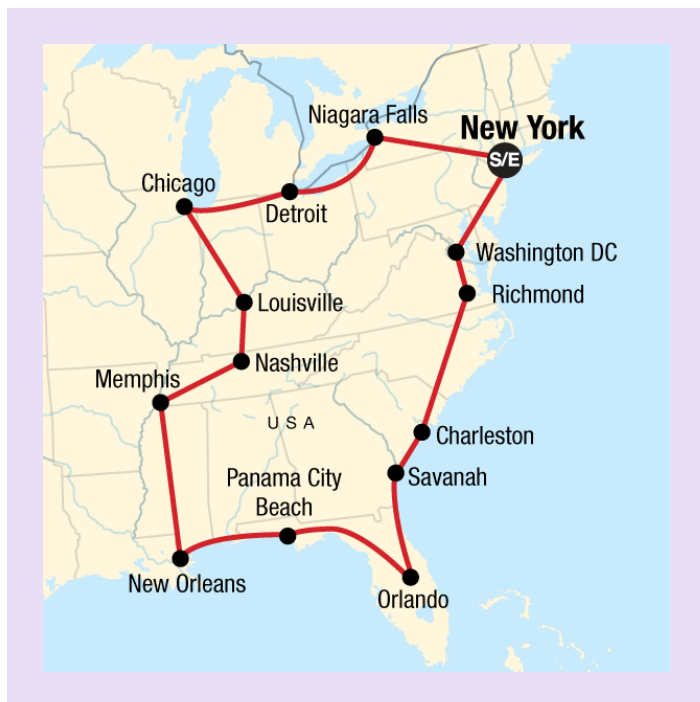 Niagara Falls
New York
S/E
Chicago
Detroit
Washington DC
Richmond
Louisville
Nashville
Memphis
USA
Charleston
Panama City
Beach
Savanah
New Orleans
Orlando